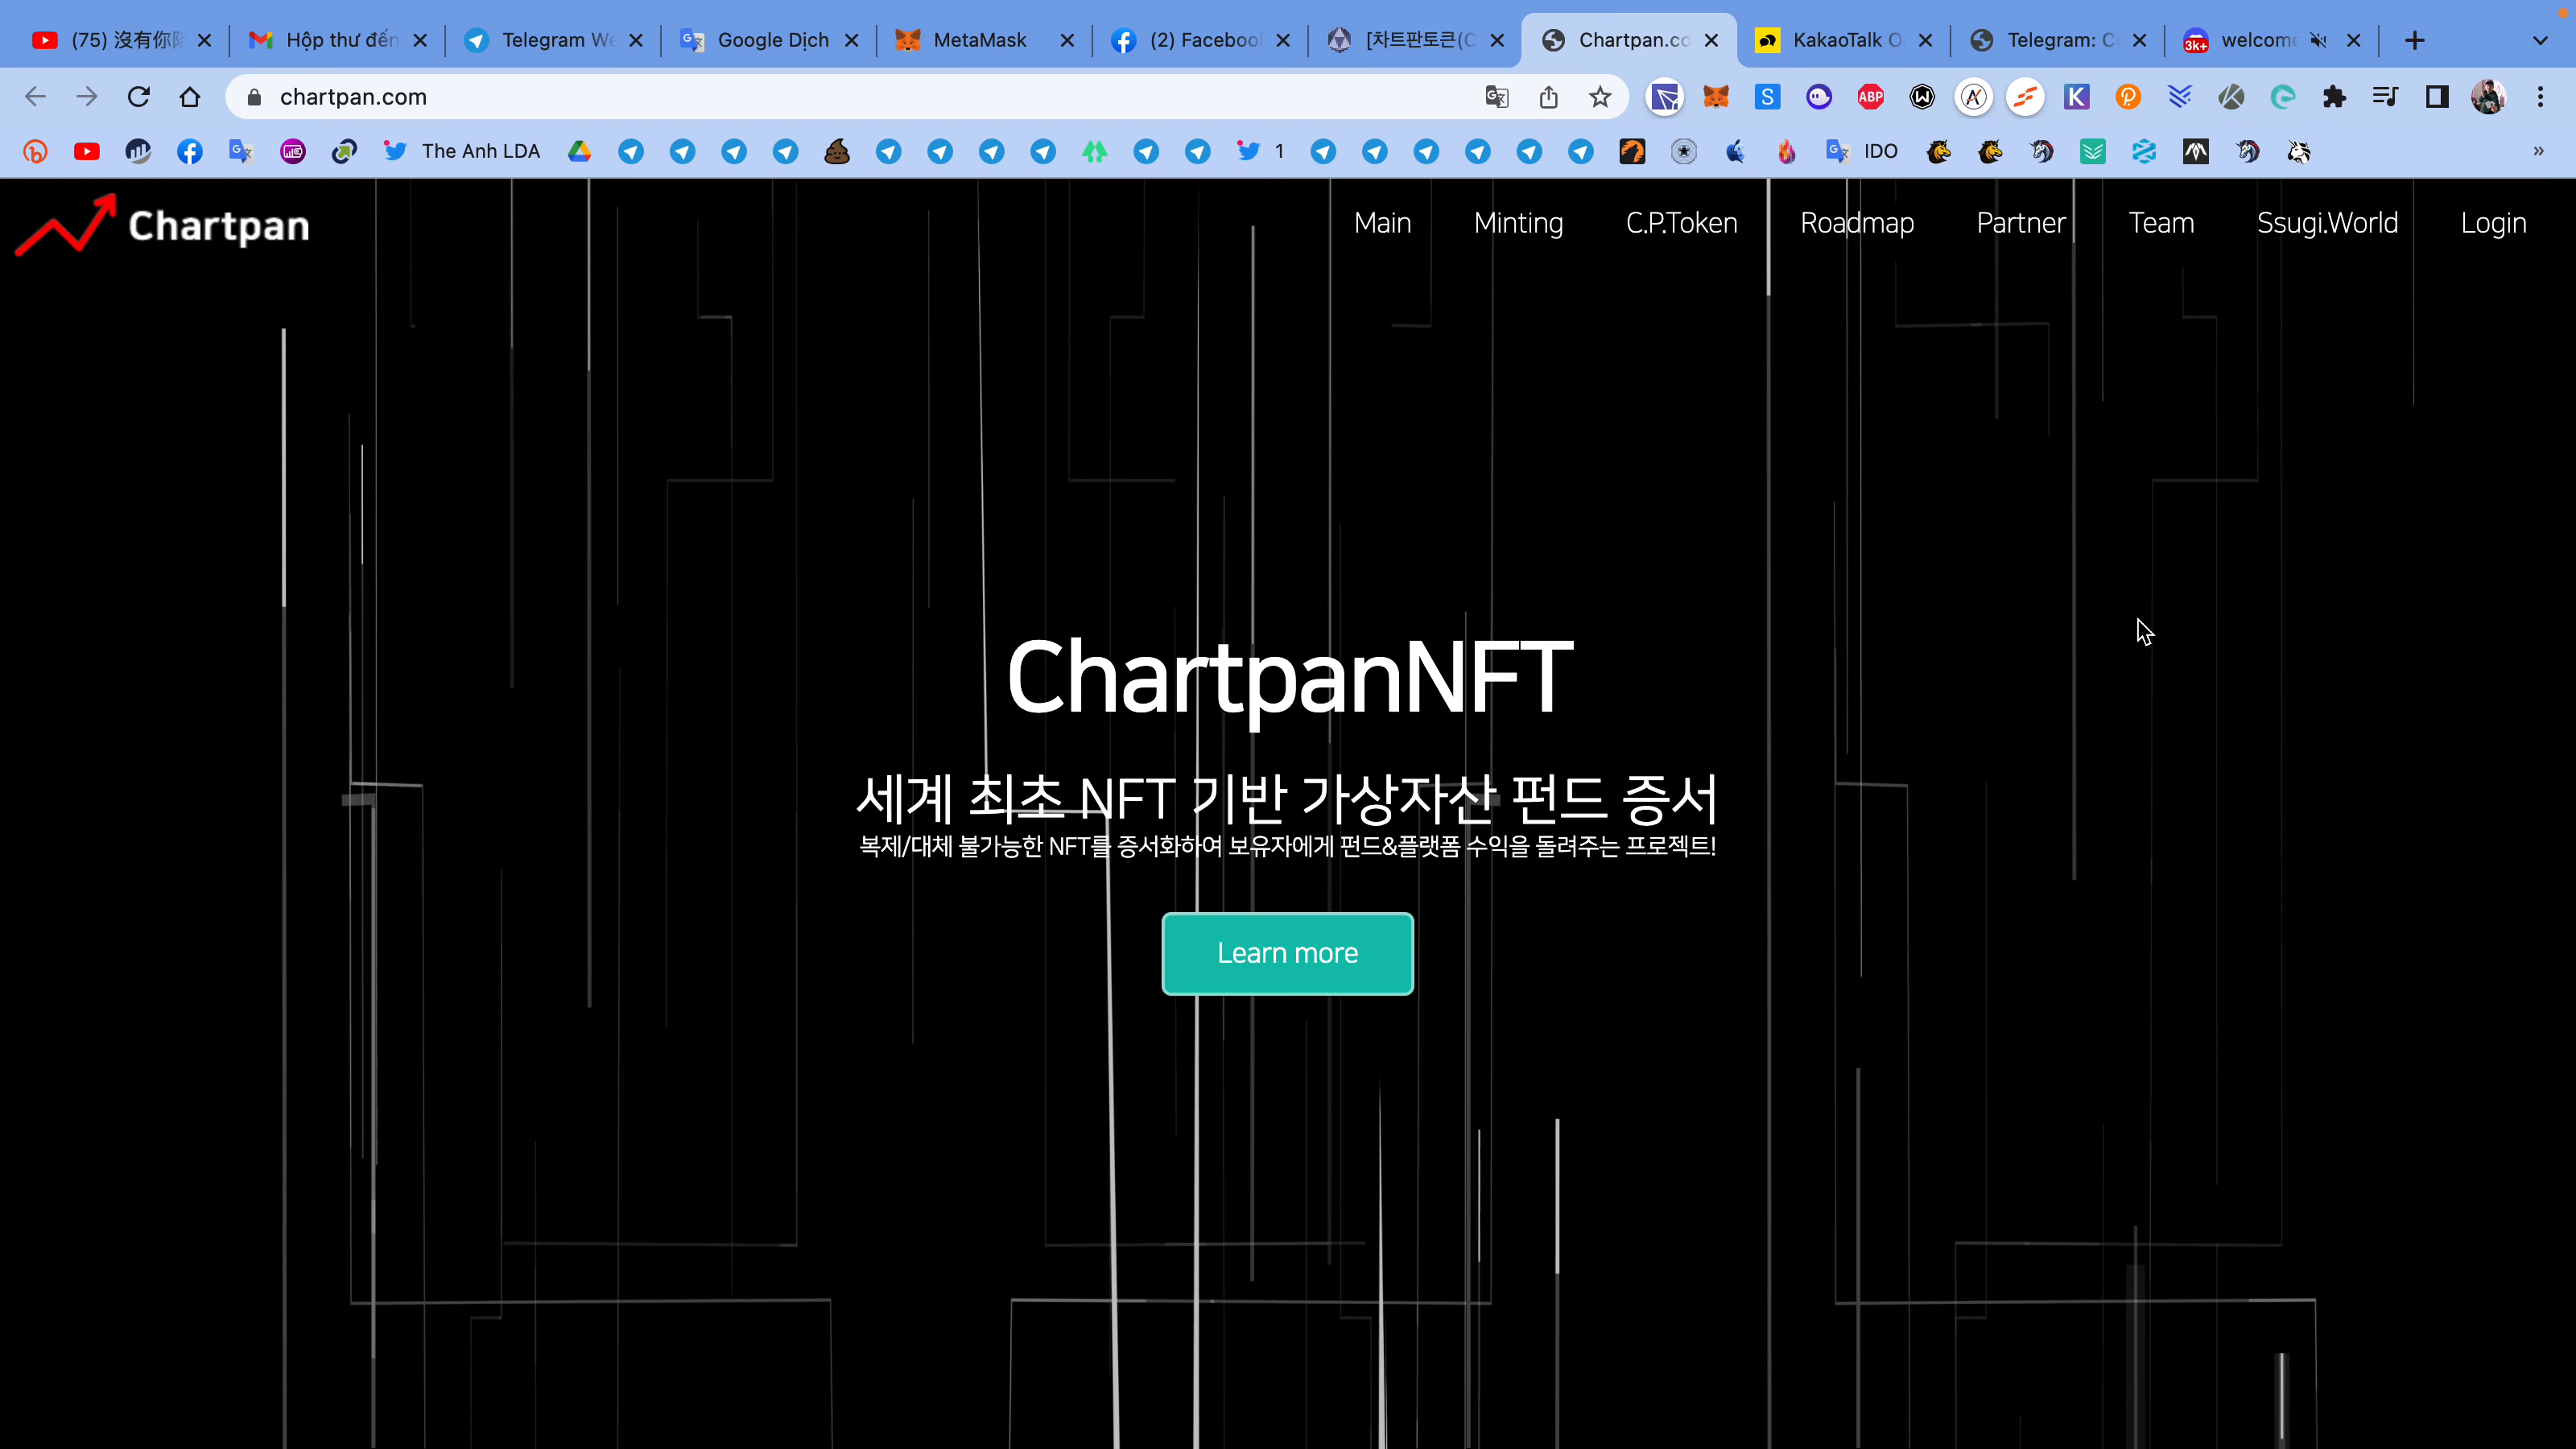 (75) 沒有你
Hộp thư đến
Telegram We
Google Dịch
MetaMask
(2) Facebool
[차트판토큰(C
Chartpan.co
KakaoTalk O
Telegram: C
3k+
welcome
chartpan.com
ABP
The Anh LDA
1
IDO
Chartpan
Main
Minting
C.P.Token
Roadmap
Partner
Team
Ssugi.World
Login
ChartpanNFT
세계 최초 NFT 기반 가상자산 펀드 증서
복제/대체 불가능한 NFT를 증서화하여 보유자에게 펀드&플랫폼 수익을 돌려주는 프로젝트!
Learn more